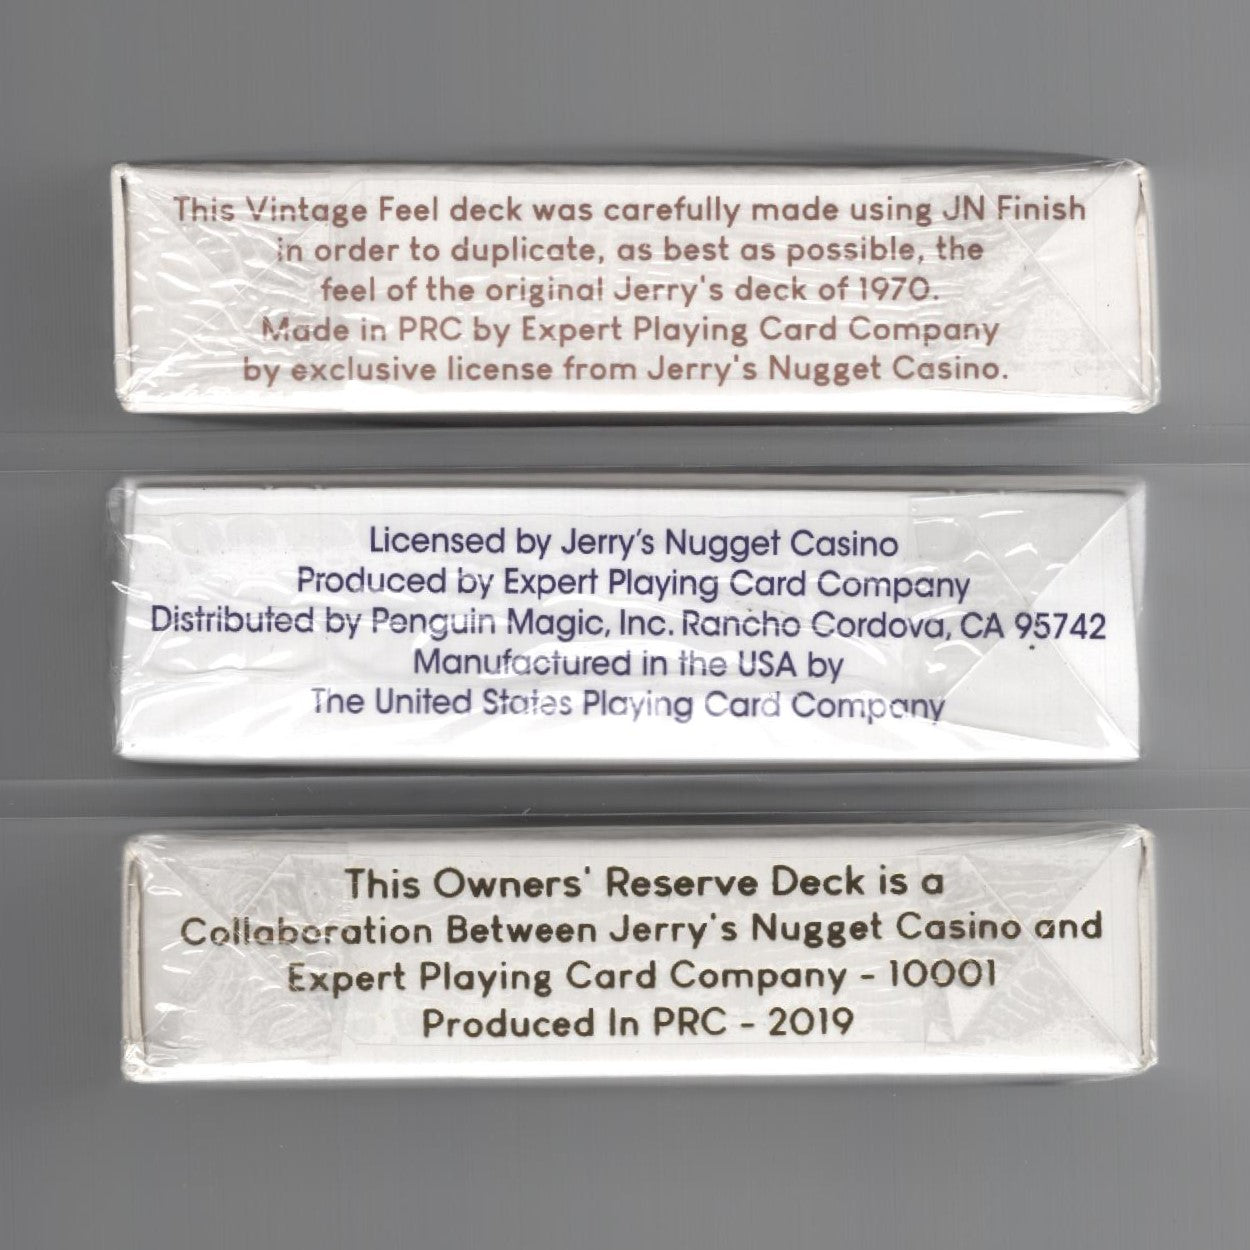 This Vintage Feel deck was carefully made using JN Finish
in order to duplicate, as best as possible, the
feel of the original Jerry's deck of 1970.
Made in PRC by Expert Playing Card Company
by exclusive license from Jerry's Nugget Casino.
Licensed by Jerry's Nugget Casino
Produced by Expert Playing Card Company
Distributed by Penguin Magic, Inc. Rancho Cordova, CA 95742
Manufactured in the USA by
The United States Playing Card Company
This Owners' Reserve Deck is a
Collaboration Between Jerry's Nugget Casino and
Expert Playing Card Company - 10001
Produced In PRC - 2019